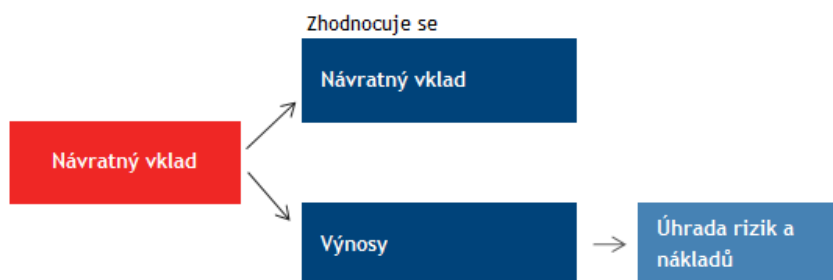 Zhodnocuje se
Návratný vklad
Návratný vklad
Výnosy
Úhrada rizik a
nákladů